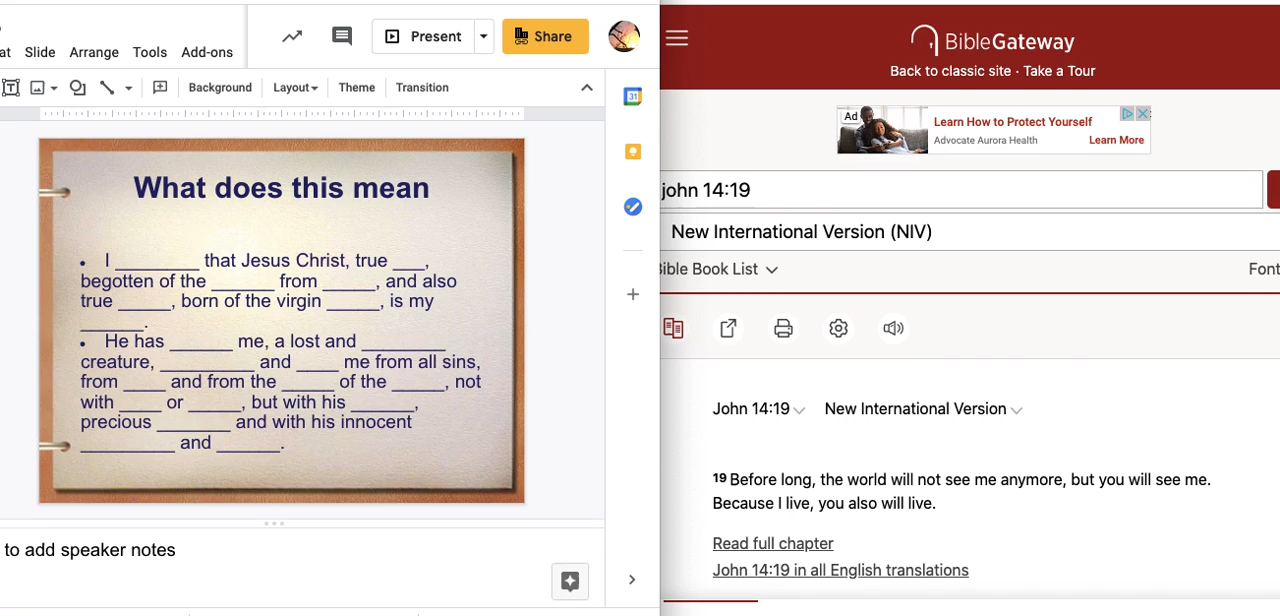 at Slide Arrange Tools Add-ons
Present
Share
Background Layout Theme Transition
31
What does this mean
• I ________ that Jesus Christ, true ___,
begotten of the ______ from _____, and also
true _____, born of the virgin _____, is my
______.
• He has ______ me, a lost and ________
creature, _________ and ____ me from all sins,
from ____ and from the _____ of the _____, not
with ____ or _____, but with his ______,
precious _______ and with his innocent
_________ and ______.
to add speaker notes
BibleGateway
Back to classic site · Take a Tour
Ad
Learn How to Protect Yourself
Advocate Aurora Health Learn More
john 14:19
New International Version (NIV)
Bible Book List
Font
John 14:19 New International Version
19 Before long, the world will not see me anymore, but you will see me.
Because I live, you also will live.
Read full chapter
John 14:19 in all English translations